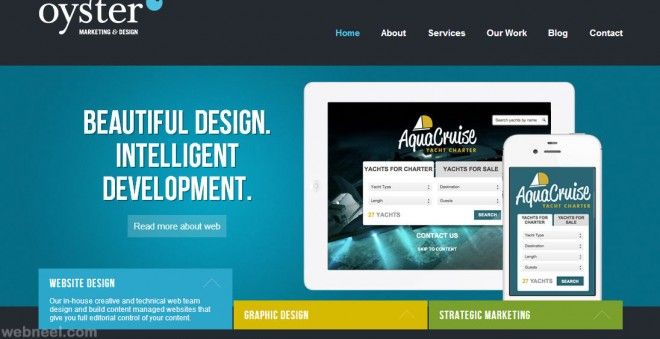 oyster
MARKETING & DESIGN
Home About Services Our Work Blog Contact
BEAUTIFUL DESIGN.
INTELLIGENT
DEVELOPMENT.
Read more about web
Search yachts by name
AquaCruise
YACHT CHARTER
YACHTS FOR CHARTER YACHTS FOR SALE
Yacht Type Destination
Length Guests
27 YACHTS SEARCH
CONTACT US
SKIP TO CONTENT
AquaCruise
YACHT CHARTER
YACHTS FOR CHARTER YACHTS FOR SALE
Yacht Type
Destination
Length
Guests
27 YACHTS SEARCH
WEBSITE DESIGN
Our in-house creative and technical web team
design and build content managed websites that
give you full editorial control of your content.
GRAPHIC DESIGN
STRATEGIC MARKETING
webneel.com